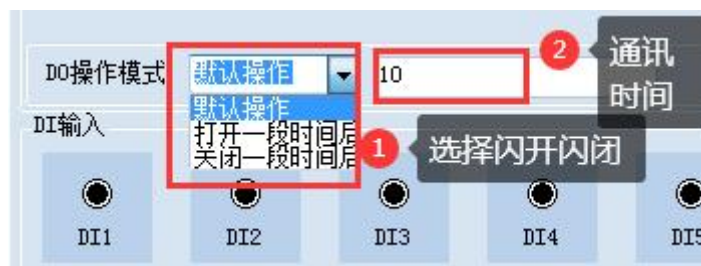 DO操作模式
默认操作
10
2
通讯
时间
默认操作
打开一段时间后
关闭一段时间后
1
选择闪开闪闭
DI输入
DI1
DI2
DI3
DI4
DI5